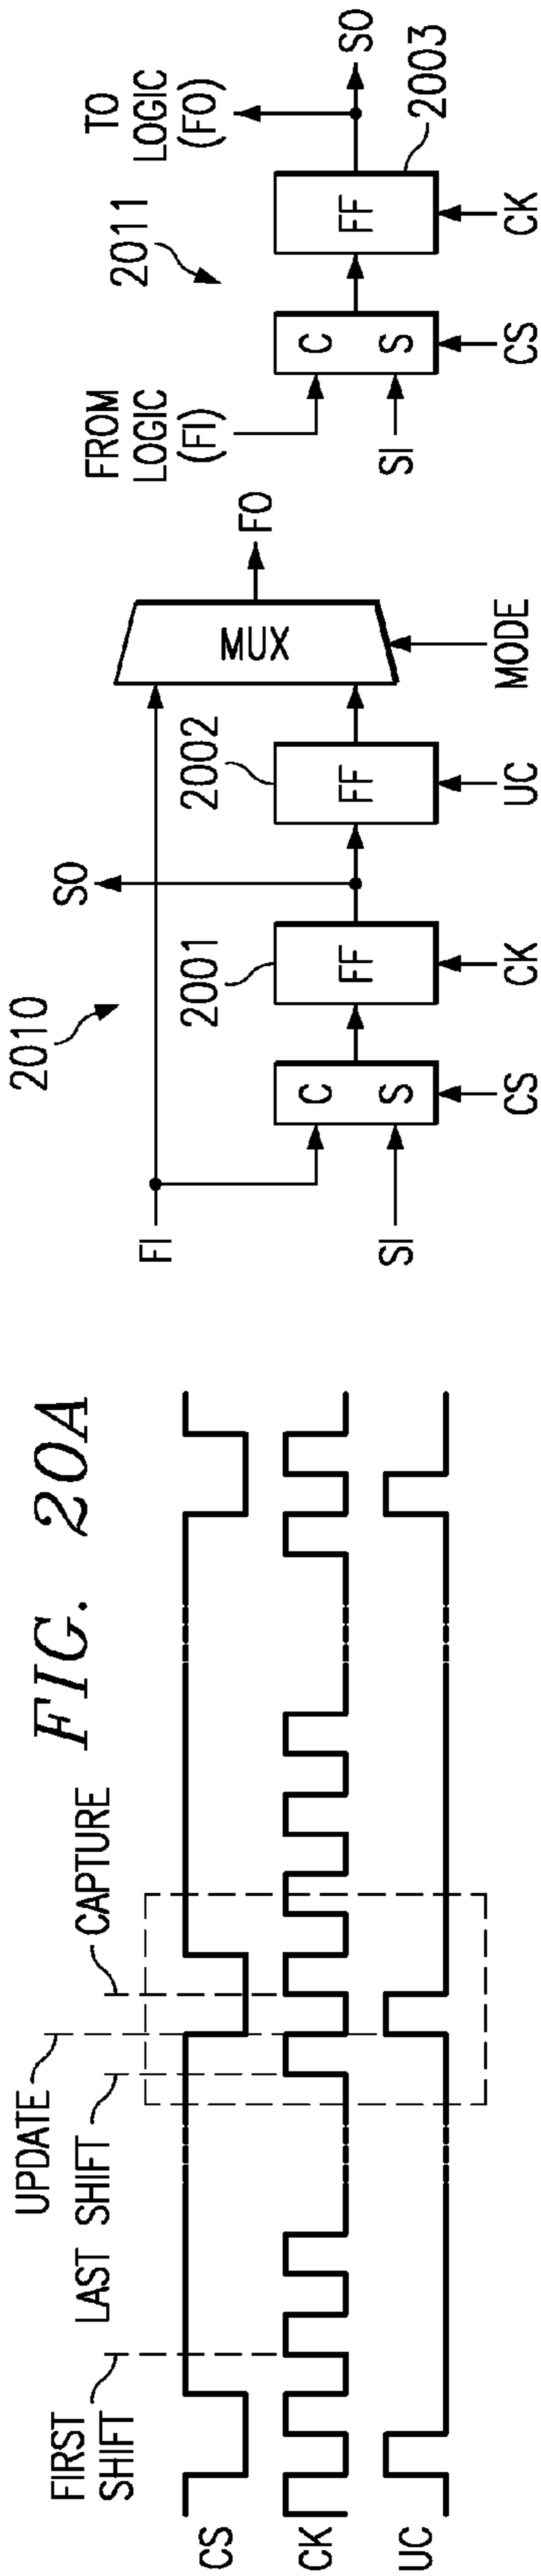 FIG. 20A
FIRST
SHIFT
LAST SHIFT
UPDATE
CAPTURE
CS
CK
UC
2010
FI
SI
C
S
CS
2001
FF
CK
SO
2002
FF
UC
MUX
MODE
FO
2011
FROM
LOGIC
(FI)
SI
C
S
CS
FF
CK
2003
TO
LOGIC
(FO)
SO